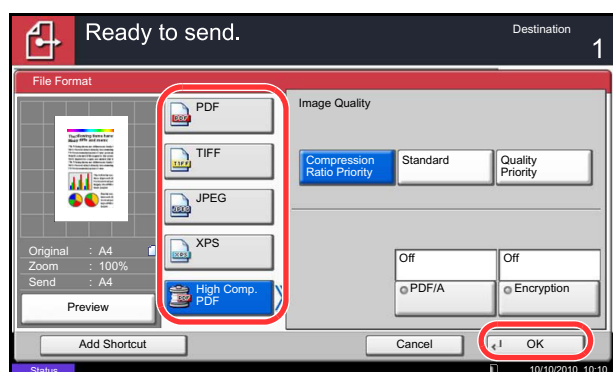 Ready to send.
Destination
1
File Format
PDF
TIFF
JPEG
XPS
High Comp.
PDF
Original : A4
Zoom : 100%
Send : A4
Preview
Image Quality
Compression
Ratio Priority
Standard
Quality
Priority
Off
PDF/A
Off
Encryption
Add Shortcut
Cancel
OK
Status
10/10/2010 10:10